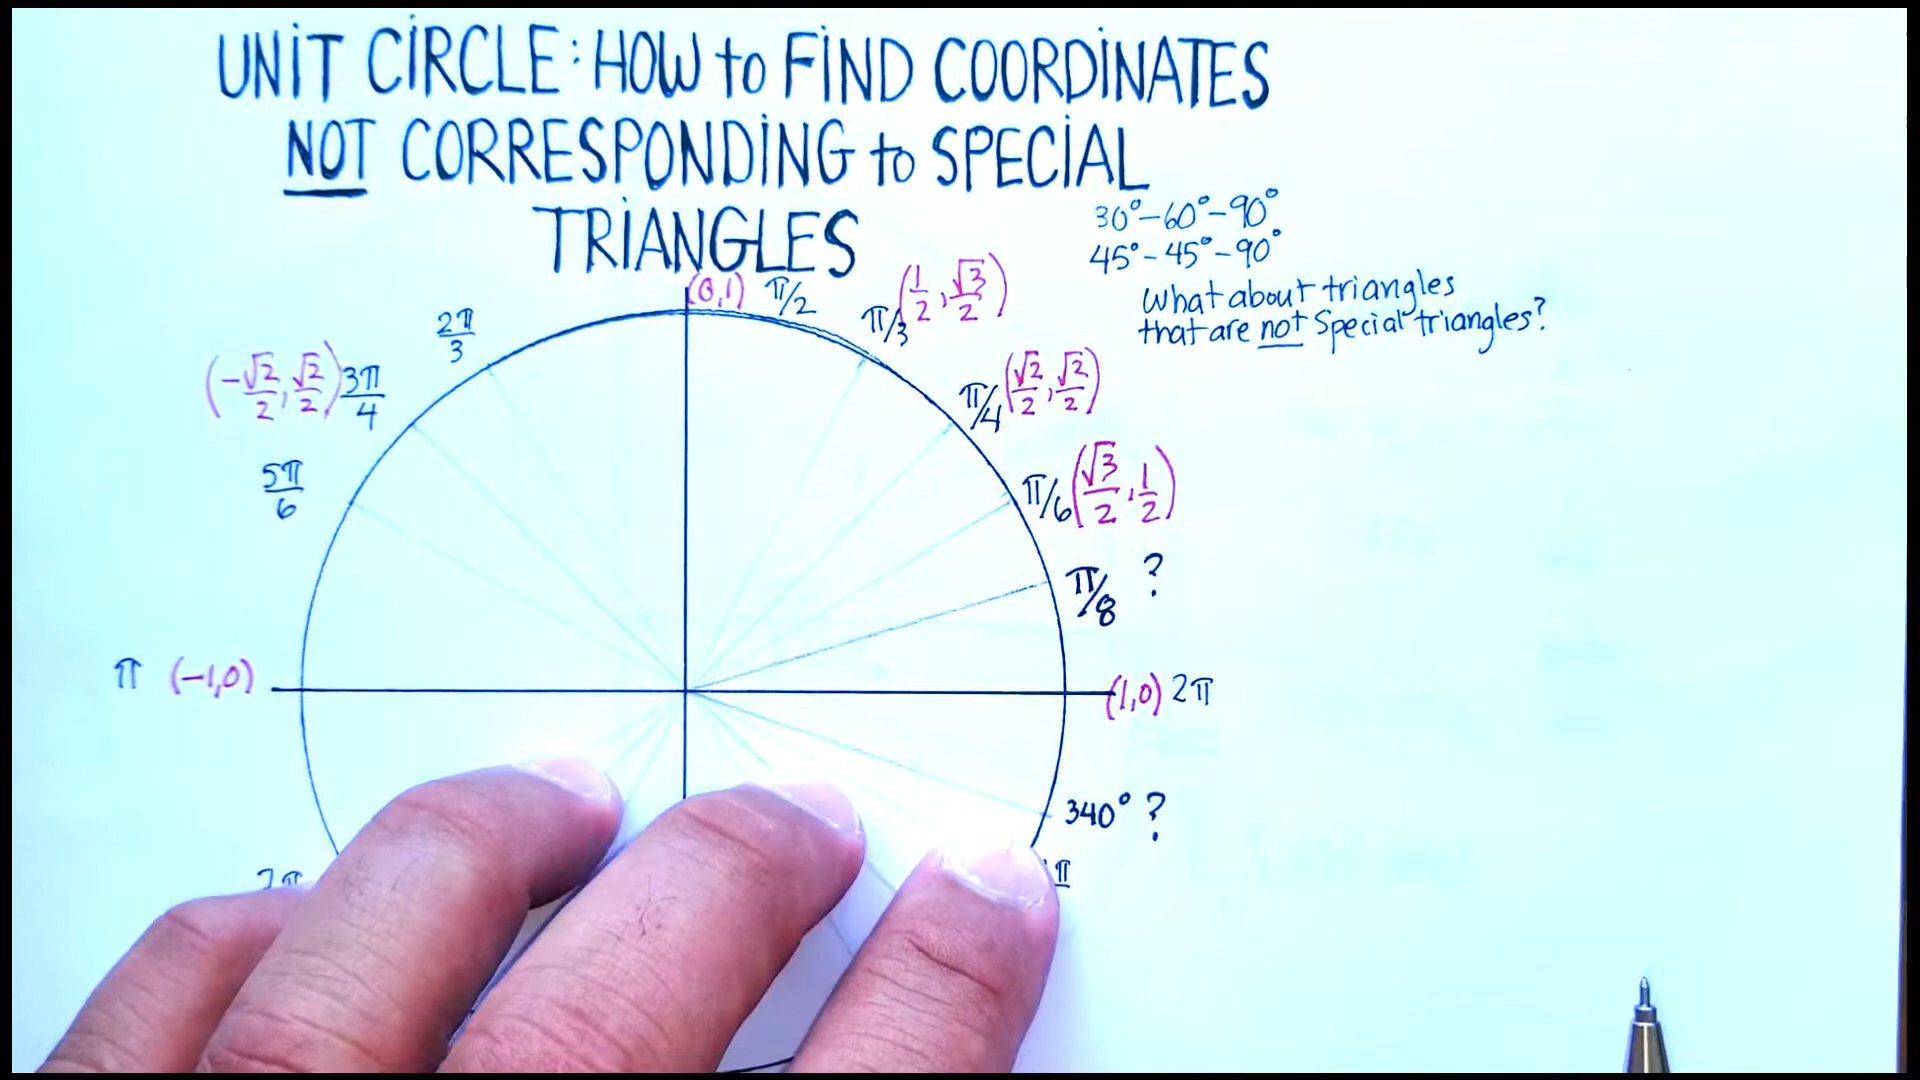 UNIT CIRCLE: HOW to FIND COORDINATES
NOT CORRESPONDING to SPECIAL
TRIANGLES
30°-60°-90°
45°-45°-90°
What about triangles
that are not Special triangles?
(0,1) π/2
π/3 (1/2, √3/2)
2π/3
(-√2/2, √2/2) 3π/4
π/4 (√2/2, √2/2)
5π/6
π/6 (√3/2, 1/2)
π/8 ?
π (-1,0)
(1,0) 2π
340° ?
π